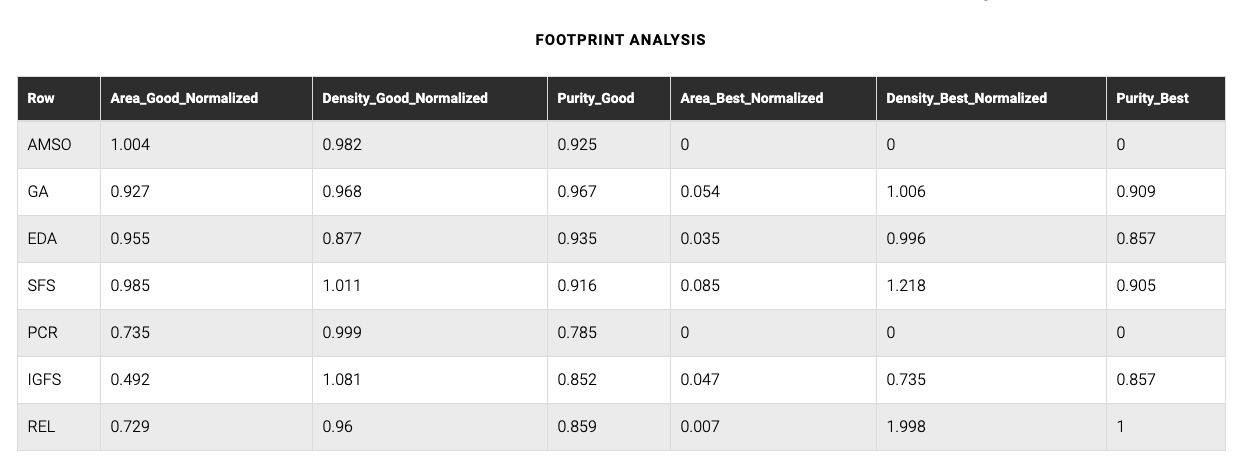 FOOTPRINT ANALYSIS
Row Area_Good_Normalized Density_Good_Normalized Purity_Good Area_Best_Normalized Density_Best_Normalized Purity_Best
AMSO 1.004 0.982 0.925 0 0 0
GA 0.927 0.968 0.967 0.054 1.006 0.909
EDA 0.955 0.877 0.935 0.035 0.996 0.857
SFS 0.985 1.011 0.916 0.085 1.218 0.905
PCR 0.735 0.999 0.785 0 0 0
IGFS 0.492 1.081 0.852 0.047 0.735 0.857
REL 0.729 0.96 0.859 0.007 1.998 1